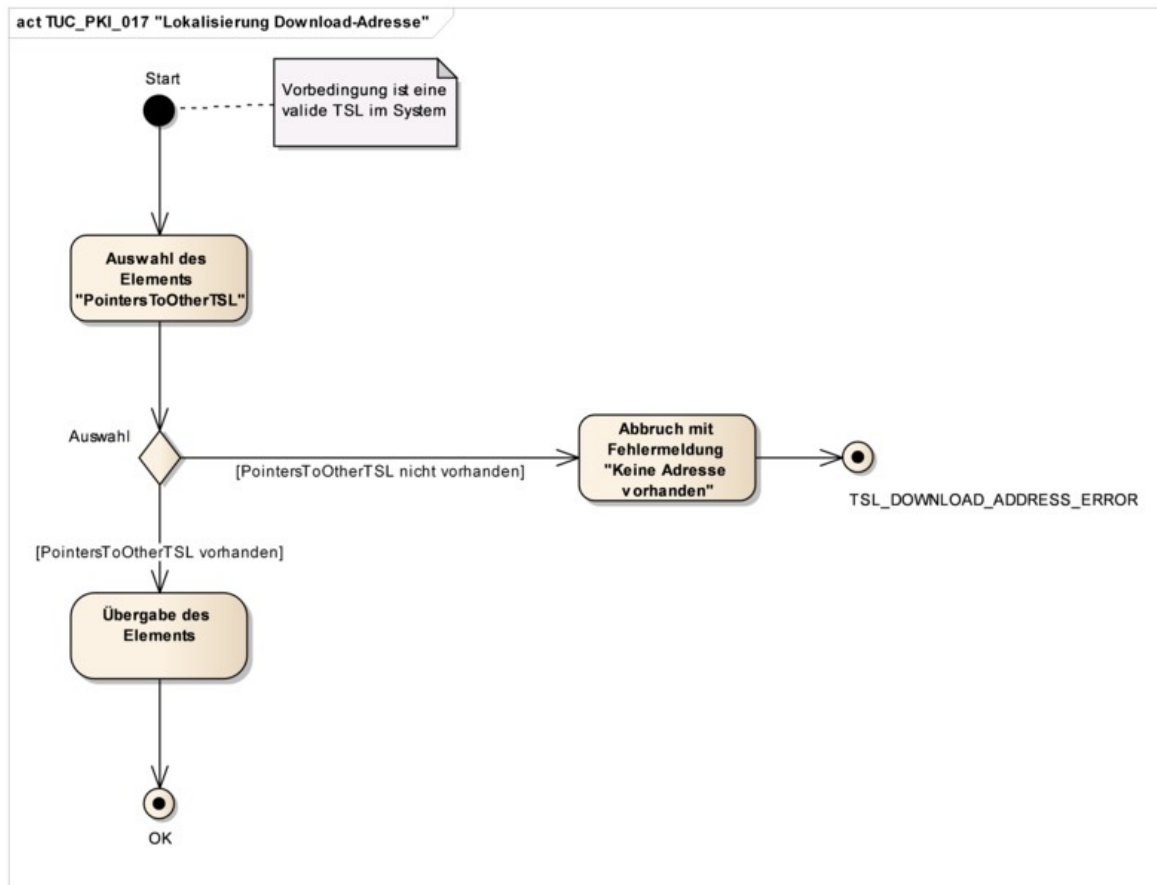 act TUC_PKI_017 "Lokalisierung Download-Adresse"
Start
Vorbedingung ist eine
valide TSL im System
Auswahl des
Elements
"PointersToOtherTSL"
Auswahl
[PointersToOtherTSL nicht vorhanden]
Abbruch mit
Fehlermeldung
"Keine Adresse
vorhanden"
TSL_DOWNLOAD_ADDRESS_ERROR
[PointersToOtherTSL vorhanden]
Übergabe des
Elements
OK